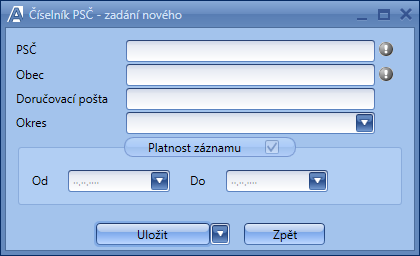 Číselník PSČ - zadání nového
PSČ
Obec
Doručovací pošta
Okres
Platnost záznamu
Od ..,..,.... Do ..,..,....
Uložit Zpět